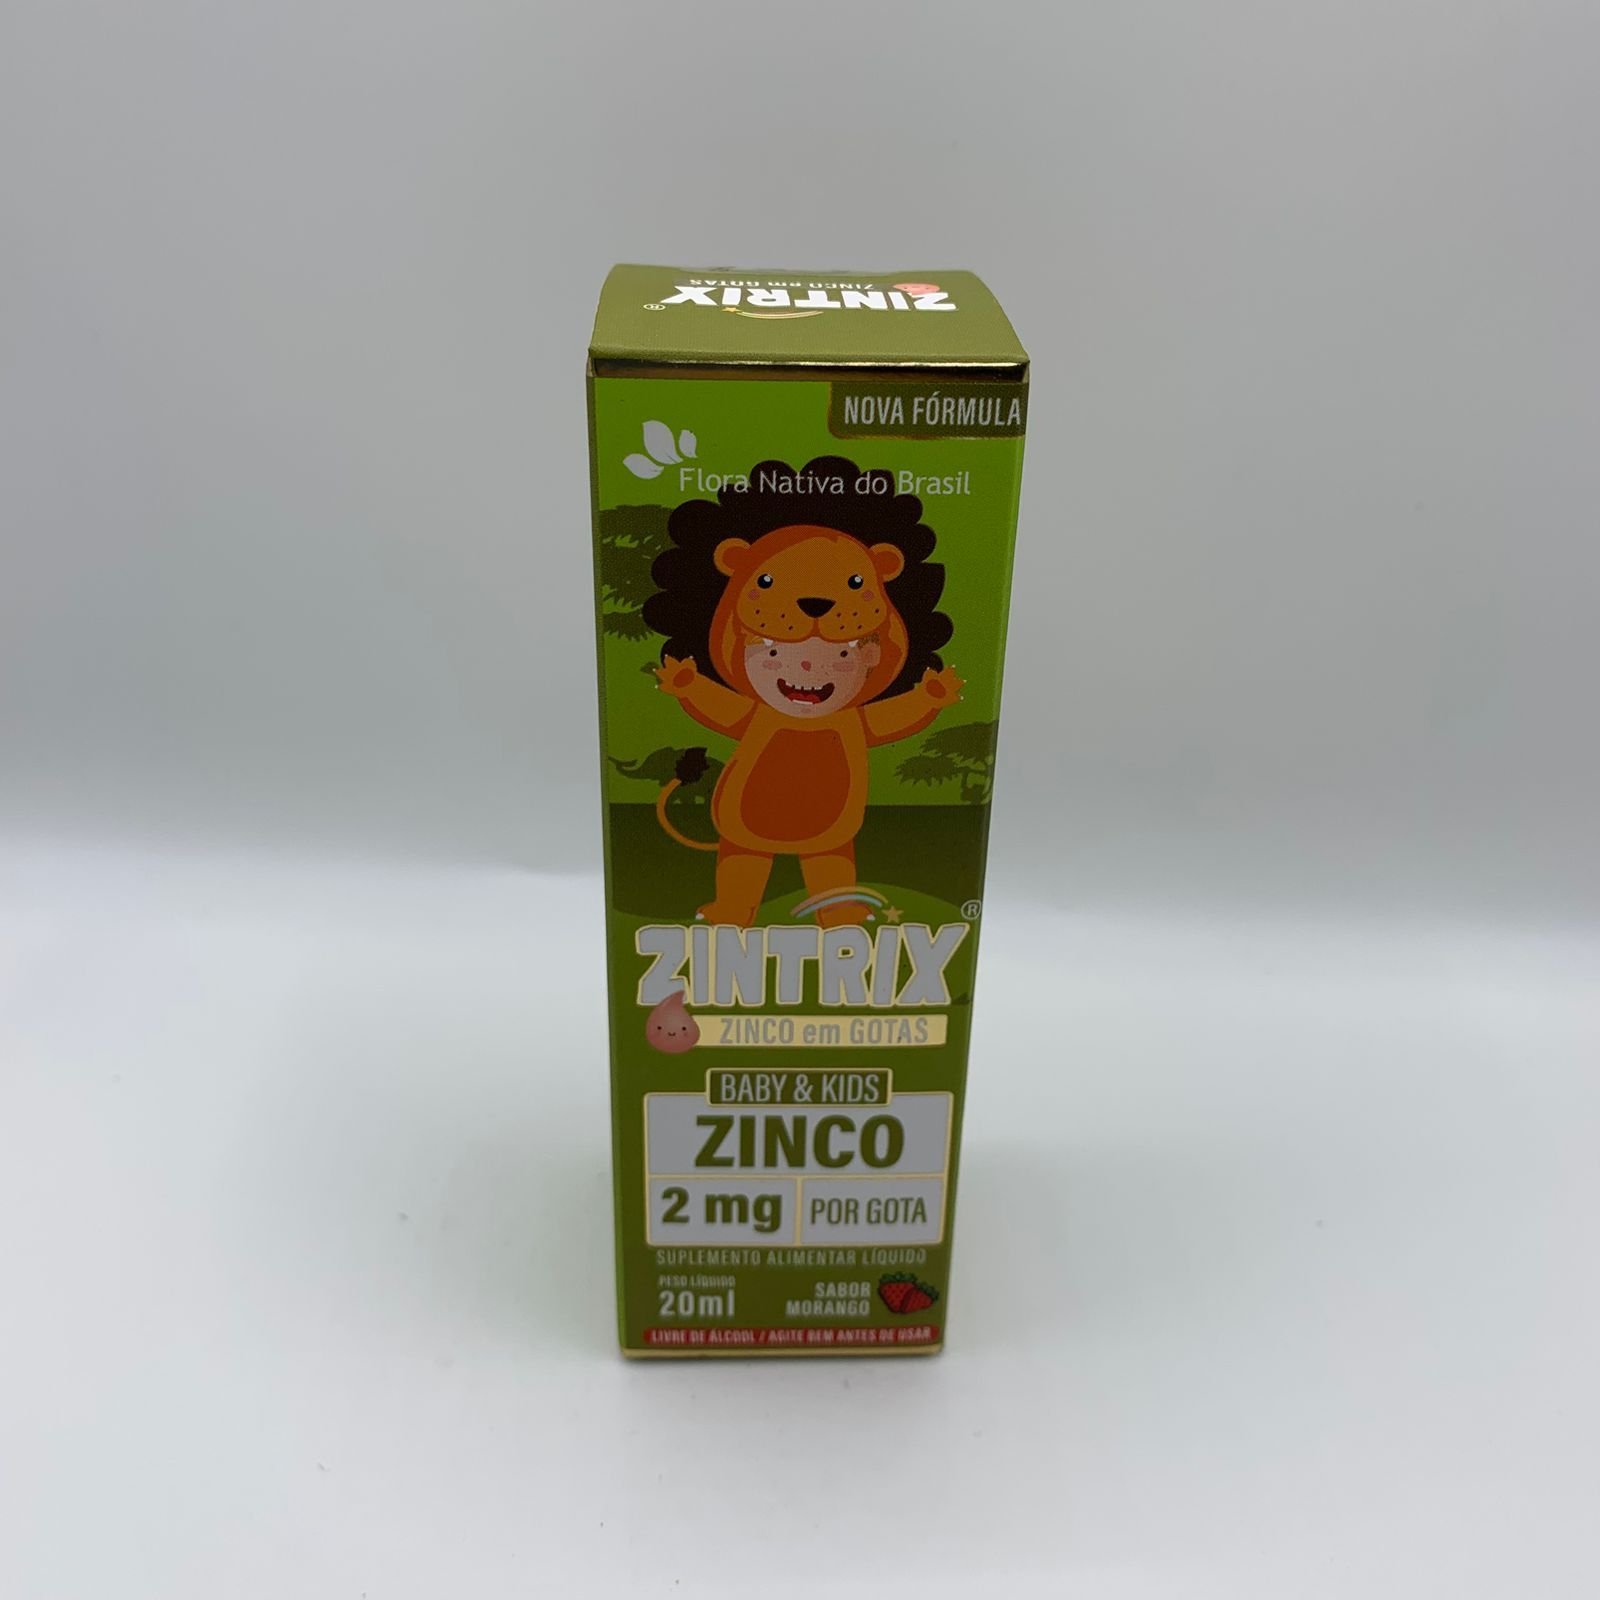 ZINCO em GOTAS
ZINTRIX®
NOVA FÓRMULA
Flora Nativa do Brasil
ZINTRIX®
ZINCO em GOTAS
BABY & KIDS
ZINCO
2 mg POR GOTA
SUPLEMENTO ALIMENTAR LÍQUIDO
PESO LÍQUIDO
20ml
SABOR
MORANGO
LIVRE DE ÁLCOOL / AGITE BEM ANTES DE USAR